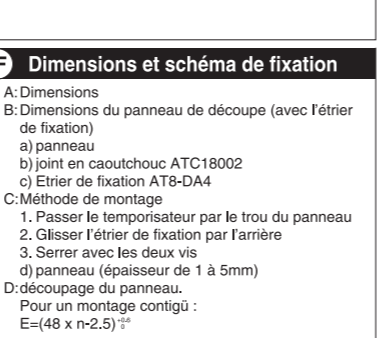 F Dimensions et schéma de fixation
A:Dimensions
B:Dimensions du panneau de découpe (avec l'étrier
de fixation)
a) panneau
b) joint en caoutchouc ATC18002
c) Etrier de fixation AT8-DA4
C:Méthode de montage
1. Passer le temporisateur par le trou du panneau
2. Glisser l'étrier de fixation par l'arrière
3. Serrer avec les deux vis
d) panneau (épaisseur de 1 à 5mm)
D:découpage du panneau.
Pour un montage contigü :
E=(48 x n-2.5)